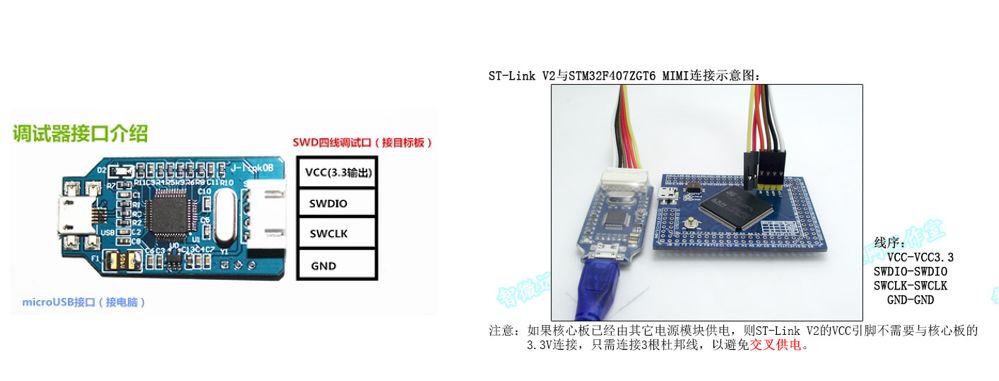 调试器接口介绍
SWD四线调试口（接目标板）
VCC(3.3输出)
SWDIO
SWCLK
GND
J-linkOB
microUSB接口（接电脑）
ST-Link V2与STM32F407ZGT6 MIMI连接示意图：
线序：
VCC-VCC3.3
SWDIO-SWDIO
SWCLK-SWCLK
GND-GND
注意：如果核心板已经由其它电源模块供电，则ST-Link V2的VCC引脚不需要与核心板的
3.3V连接，只需连接3根杜邦线，以避免交叉供电。